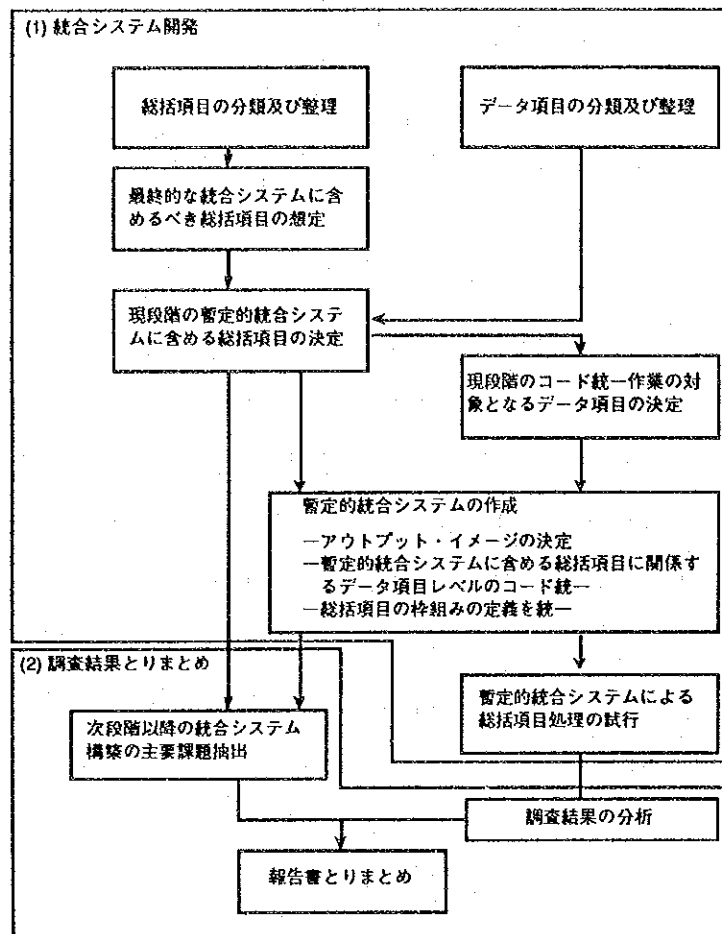 (1) 統合システム開発
総括項目の分類及び整理
データ項目の分類及び整理
最終的な統合システムに含
めるべき総括項目の想定
現段階の暫定的統合システ
ムに含める総括項目の決定
現段階のコード統一作業の対
象となるデータ項目の決定
暫定的統合システムの作成
―アウトプット・イメージの決定
―暫定的統合システムに含める総括項目に関係す
るデータ項目レベルのコード統一
―総括項目の枠組みの定義を統一
(2) 調査結果とりまとめ
暫定的統合システムによる
総括項目処理の試行
次段階以降の統合システム
構築の主要課題抽出
調査結果の分析
報告書とりまとめ